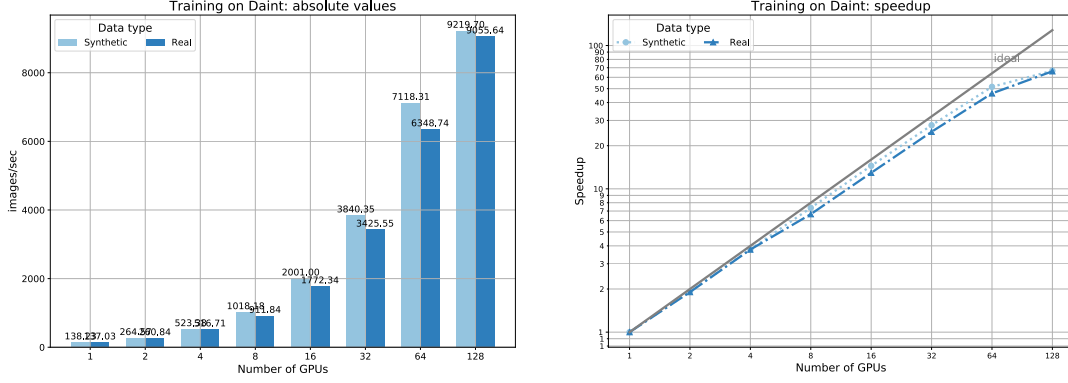 Training on Daint: absolute values
Data type
Synthetic Real
images/sec
8000
6000
4000
2000
0
138.23 137.03
264.57 260,84
523.38 516,71
1018,18
911,84
2001,00
1772,34
3840,35
3425,55
7118,31
6348,74
9219,70
9055,64
1 2 4 8 16 32 64 128
Number of GPUs
Training on Daint: speedup
Data type
Synthetic Real
ideal
Speedup
100
90
80
70
60
50
40
30
20
10
9
8
7
6
5
4
3
2
1
1
1 2 4 8 16 32 64 128
Number of GPUs